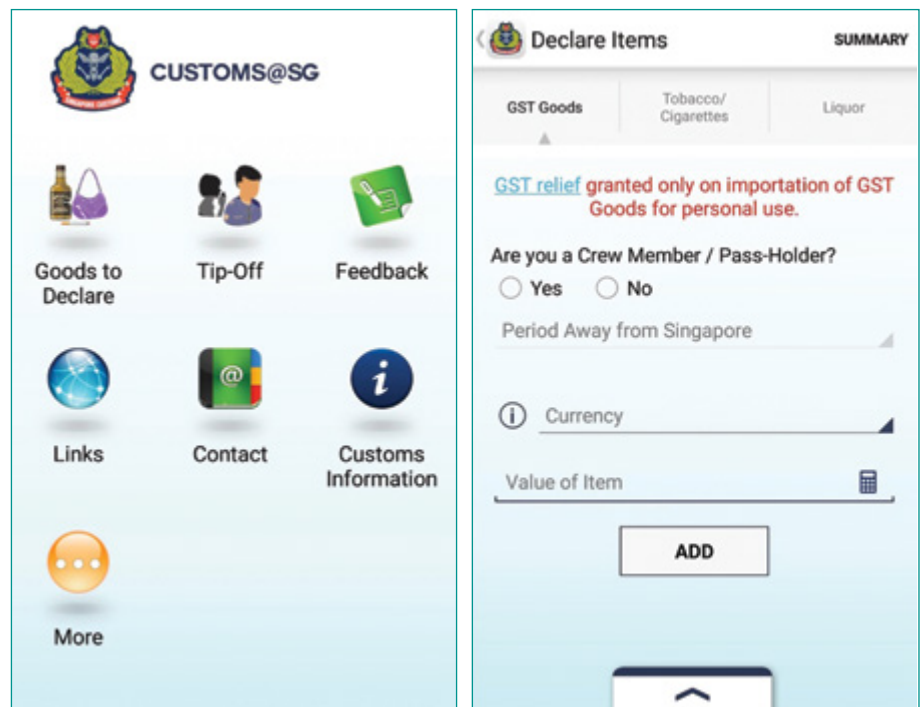 CUSTOMS@SG
Goods to
Declare
Tip-Off
Feedback
Links
Contact
Customs
Information
More
Declare Items
SUMMARY
GST Goods
Tobacco/
Cigarettes
Liquor
GST relief granted only on importation of GST
Goods for personal use.
Are you a Crew Member / Pass-Holder?
Yes
No
Period Away from Singapore
Currency
Value of Item
ADD